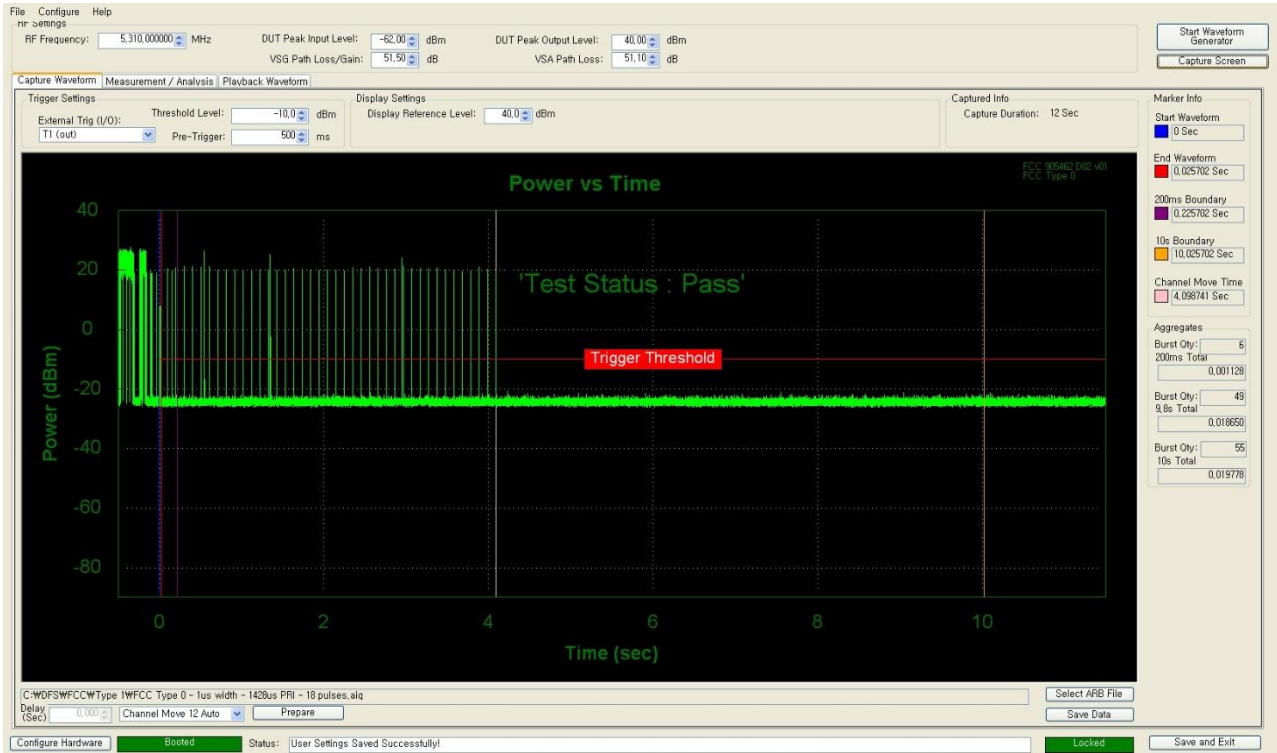 File Configure Help
RF Settings
RF Frequency: 5,310,000000 MHz
DUT Peak Input Level: -62,00 dBm
DUT Peak Output Level: 40,00 dBm
VSG Path Loss/Gain: 51,50 dB
VSA Path Loss: 51,10 dB
Start Waveform Generator
Capture Screen
Capture Waveform Measurement / Analysis Playback Waveform
Trigger Settings
External Trig (I/O):
T1 (out)
Threshold Level: -10,0 dBm
Pre-Trigger: 500 ms
Display Settings
Display Reference Level: 40,0 dBm
Captured Info
Capture Duration: 12 Sec
Marker Info
Start Waveform
0 Sec
End Waveform
0,025702 Sec
200ms Boundary
0,225702 Sec
10s Boundary
10,025702 Sec
Channel Move Time
4,098741 Sec
Aggregates
Burst Qty: 6
200ms Total
0,001128
Burst Qty: 49
9,8s Total
0,018650
Burst Qty: 55
10s Total
0,019778
FCC 905462 D02 v01
FCC Type 0
Power vs Time
'Test Status : Pass'
Trigger Threshold
Power (dBm)
40
20
0
-20
-40
-60
-80
0 2 4 6 8 10
Time (sec)
C:₩DFS₩FCC₩Type 1₩FCC Type 0 - 1us width - 1428us PRI - 18 pulses,aiq
Select ARB File
Delay (Sec) 0,000
Channel Move 12 Auto
Prepare
Save Data
Configure Hardware
Booted
Status: User Settings Saved Successfully!
Locked
Save and Exit